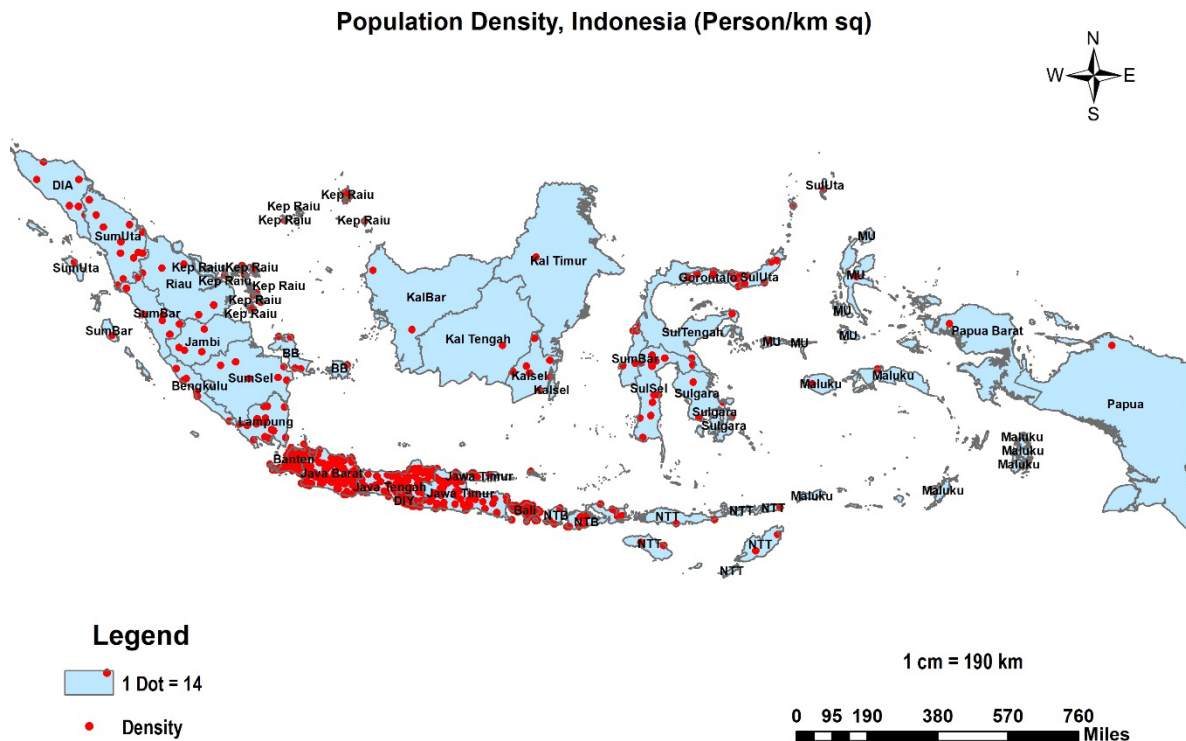 Population Density, Indonesia (Person/km sq)
N
W E
S
DIA
SumUta
SumUta
Kep Raiu
Kep Raiu
Kep Raiu
Kep Raiu
SulUta
MU
Kep Raiu
Kep Raiu
Riau
Kep Raiu
Kep Raiu
Kep Raiu
Kep Raiu
Kal Timur
Gorontalo
SulUta
MU
KalBar
MU
SumBar
SumBar
Jambi
BB
BB
Kal Tengah
SulTengah
MU
MU
MU
Papua Barat
Bengkulu
SumSel
Kalsel
Kalsel
SumBar
SulSel
Sulgara
Maluku
Maluku
Papua
Lampung
Sulgara
Sulgara
Maluku
Maluku
Maluku
Banten
Java Barat
Java Tengah
Jawa Timur
Jawa Timur
DIY
Bali
NTB
NTB
NTT
NTT
NTT
Maluku
Maluku
NTT
NTT
NTT
Legend
1 Dot = 14
Density
1 cm = 190 km
0 95 190 380 570 760
Miles